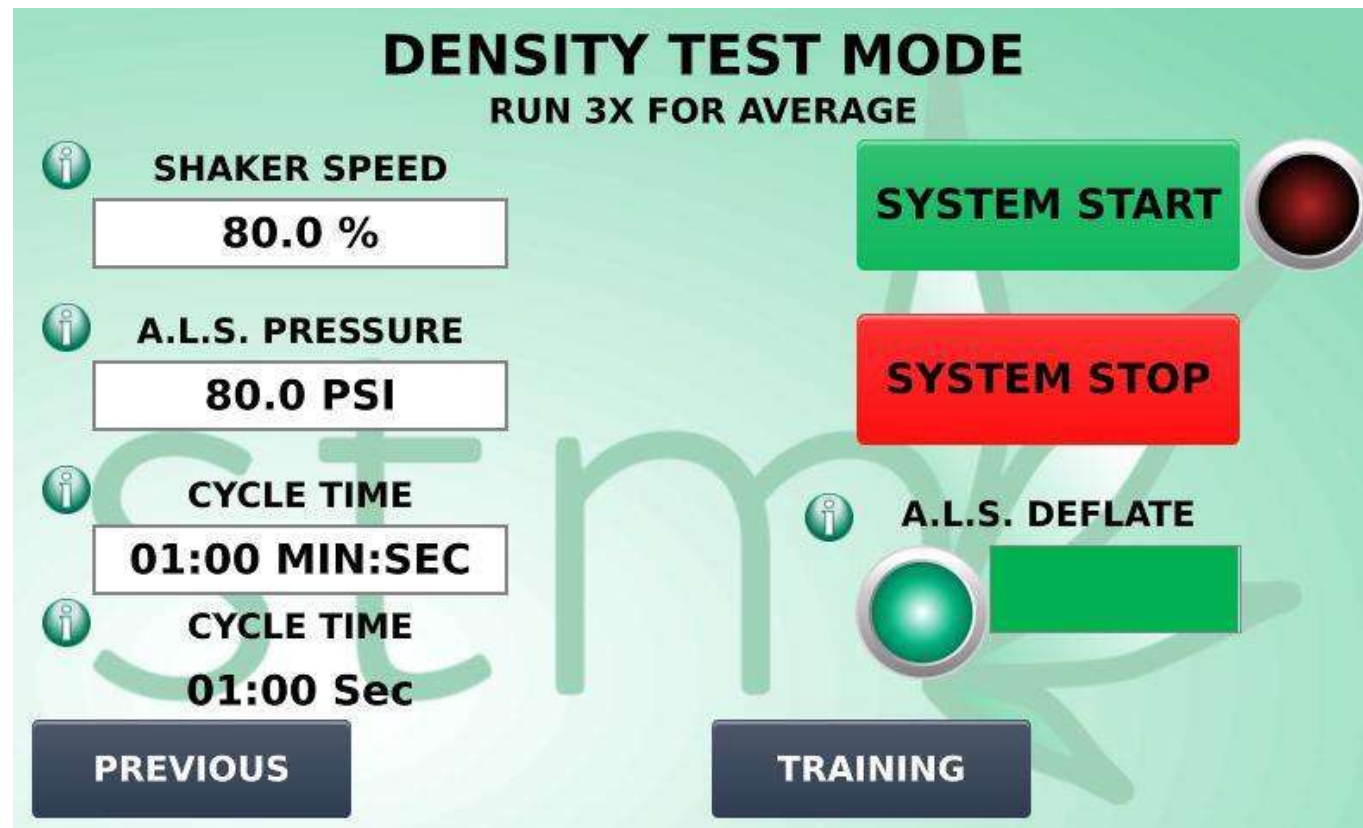 DENSITY TEST MODE
RUN 3X FOR AVERAGE
SHAKER SPEED
80.0 %
A.L.S. PRESSURE
80.0 PSI
CYCLE TIME
01:00 MIN:SEC
CYCLE TIME
01:00 Sec
SYSTEM START
SYSTEM STOP
A.L.S. DEFLATE
stm
PREVIOUS
TRAINING